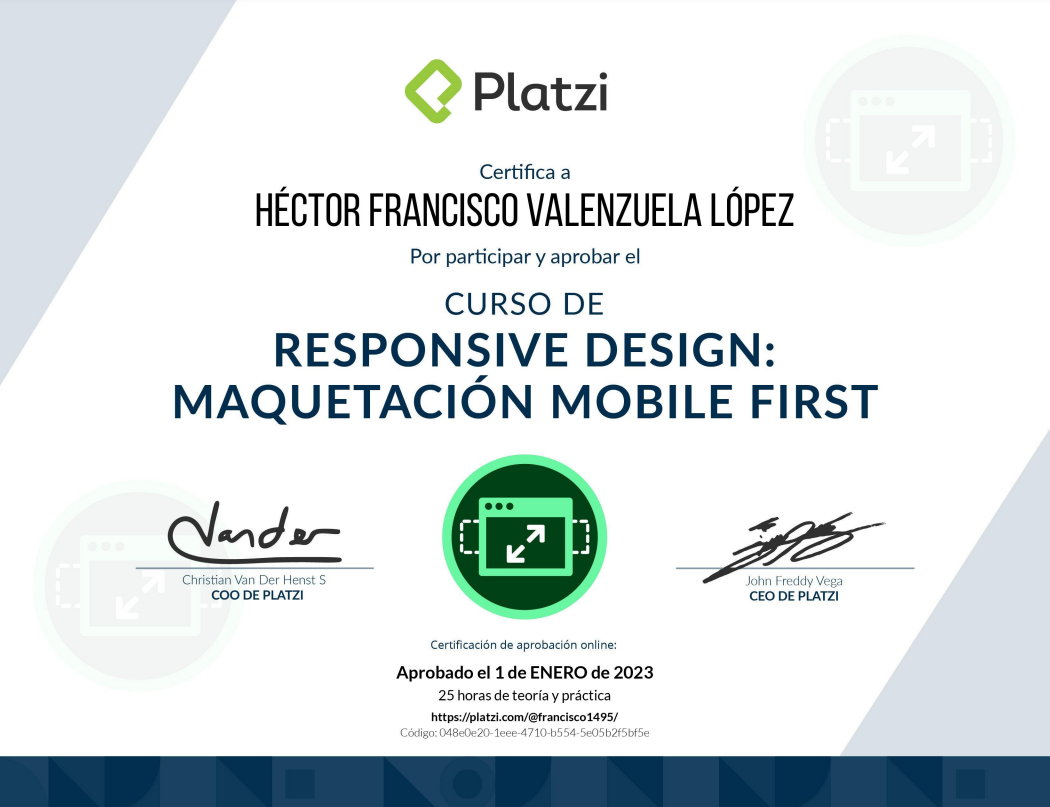 Platzi
Certifica a
HÉCTOR FRANCISCO VALENZUELA LÓPEZ
Por participar y aprobar el
CURSO DE
RESPONSIVE DESIGN:
MAQUETACIÓN MOBILE FIRST
Vander
Christian Van Der Henst S
COO DE PLATZI
John Freddy Vega
CEO DE PLATZI
Certificación de aprobación online:
Aprobado el 1 de ENERO de 2023
25 horas de teoría y práctica
https://platzi.com/@francisco1495/
Código: 048e0e20-1eee-4710-b554-5e05b2f5bf5e